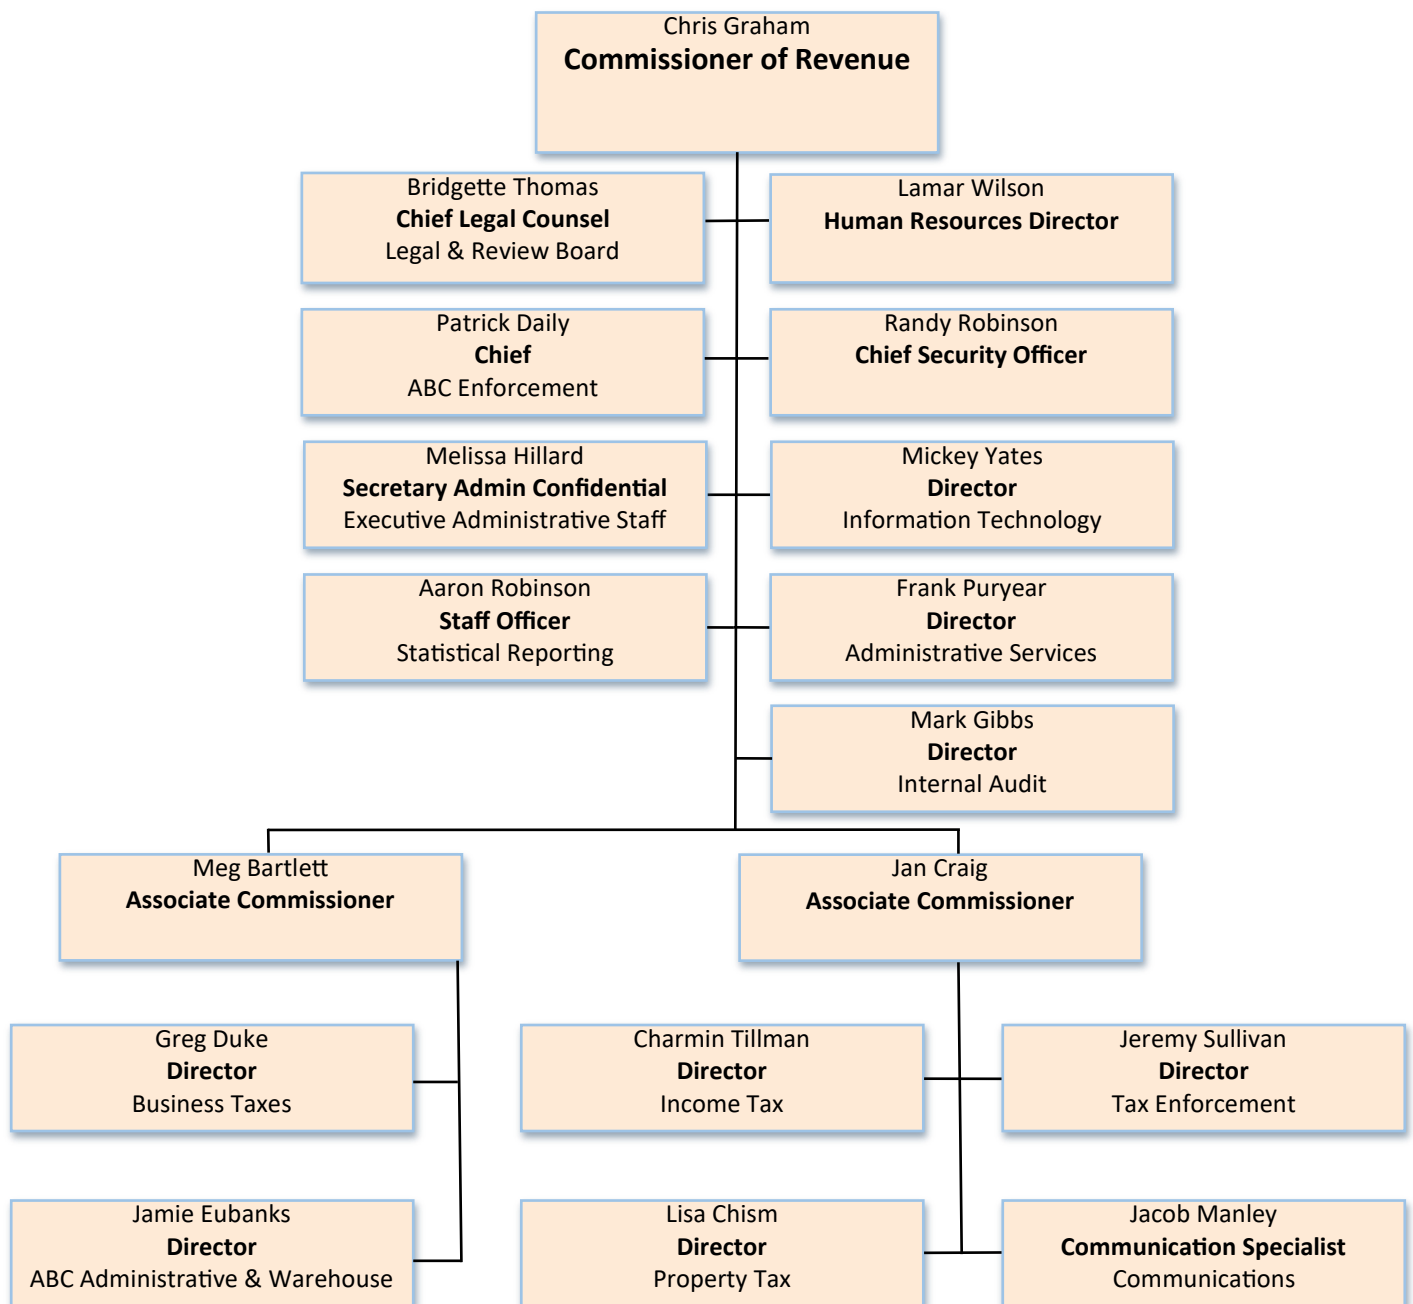 Chris Graham
Commissioner of Revenue
Bridgette Thomas
Chief Legal Counsel
Legal & Review Board
Lamar Wilson
Human Resources Director
Patrick Daily
Chief
ABC Enforcement
Randy Robinson
Chief Security Officer
Melissa Hillard
Secretary Admin Confidential
Executive Administrative Staff
Mickey Yates
Director
Information Technology
Aaron Robinson
Staff Officer
Statistical Reporting
Frank Puryear
Director
Administrative Services
Mark Gibbs
Director
Internal Audit
Meg Bartlett
Associate Commissioner
Jan Craig
Associate Commissioner
Greg Duke
Director
Business Taxes
Charmin Tillman
Director
Income Tax
Jeremy Sullivan
Director
Tax Enforcement
Jamie Eubanks
Director
ABC Administrative & Warehouse
Lisa Chism
Director
Property Tax
Jacob Manley
Communication Specialist
Communications